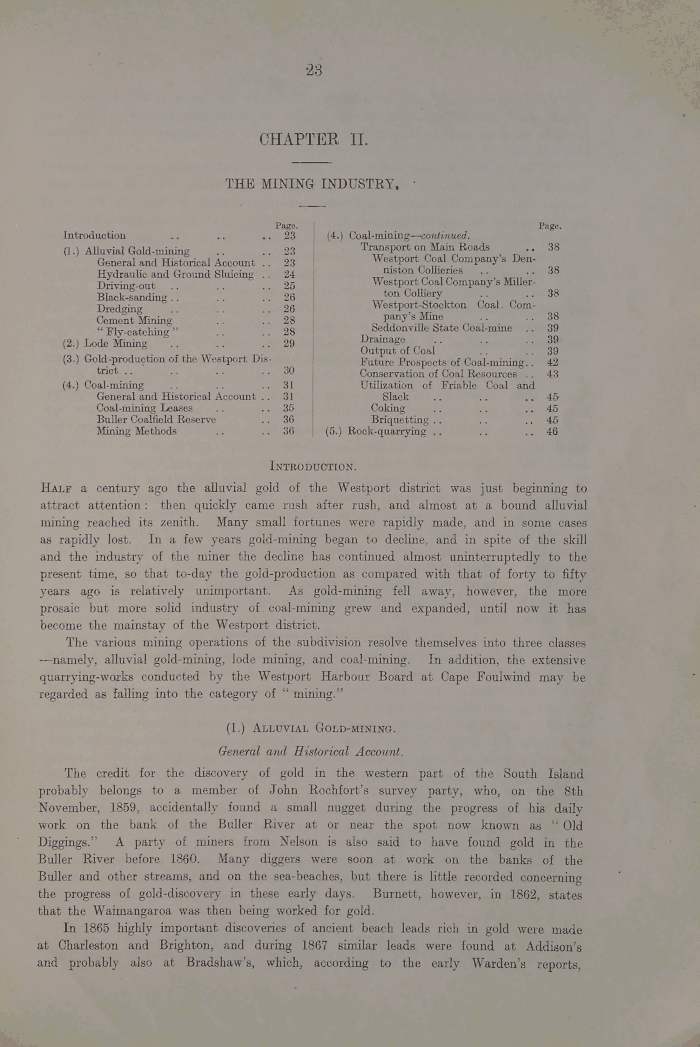 23
CHAPTER II.
THE MINING INDUSTRY.
Page.
Introduction .. .. .. 23
(1.) Alluvial Gold-mining .. .. 23
General and Historical Account .. 23
Hydraulic and Ground Sluicing .. 24
Driving-out .. .. .. 25
Black-sanding .. .. .. 26
Dredging .. .. .. 26
Cement Mining .. .. 28
"Fly-catching" .. .. 28
(2.) Lode Mining .. .. .. 29
(3.) Gold-production of the Westport Dis-
trict .. .. .. .. 30
(4.) Coal-mining .. .. .. 31
General and Historical Account .. 31
Coal-mining Leases .. .. 35
Buller Coalfield Reserve .. 36
Mining Methods .. .. 36
Page.
(4.) Coal-mining—continued.
Transport on Main Roads .. 38
Westport Coal Company's Den-
niston Collieries .. .. 38
Westport Coal Company's Miller-
ton Colliery .. .. 38
Westport-Stockton Coal Com-
pany's Mine .. .. 38
Seddonville State Coal-mine .. 39
Drainage .. .. .. 39
Output of Coal .. .. 39
Future Prospects of Coal-mining .. 42
Conservation of Coal Resources .. 43
Utilization of Friable Coal and
Slack .. .. .. 45
Coking .. .. .. 45
Briquetting .. .. .. 45
(5.) Rock-quarrying .. .. .. 46
INTRODUCTION.
HALF a century ago the alluvial gold of the Westport district was just beginning to
attract attention: then quickly came rush after rush, and almost at a bound alluvial
mining reached its zenith. Many small fortunes were rapidly made, and in some cases
as rapidly lost. In a few years gold-mining began to decline, and in spite of the skill
and the industry of the miner the decline has continued almost uninterruptedly to the
present time, so that to-day the gold-production as compared with that of forty to fifty
years ago is relatively unimportant. As gold-mining fell away, however, the more
prosaic but more solid industry of coal-mining grew and expanded, until now it has
become the mainstay of the Westport district.
The various mining operations of the subdivision resolve themselves into three classes
—namely, alluvial gold-mining, lode mining, and coal-mining. In addition, the extensive
quarrying-works conducted by the Westport Harbour Board at Cape Foulwind may be
regarded as falling into the category of "mining."
(1.) ALLUVIAL GOLD-MINING.
General and Historical Account.
The credit for the discovery of gold in the western part of the South Island
probably belongs to a member of John Rochfort's survey party, who, on the 8th
November, 1859, accidentally found a small nugget during the progress of his daily
work on the bank of the Buller River at or near the spot now known as "Old
Diggings." A party of miners from Nelson is also said to have found gold in the
Buller River before 1860. Many diggers were soon at work on the banks of the
Buller and other streams, and on the sea-beaches, but there is little recorded concerning
the progress of gold-discovery in these early days. Burnett, however, in 1862, states
that the Waimangaroa was then being worked for gold.
In 1865 highly important discoveries of ancient beach leads rich in gold were made
at Charleston and Brighton, and during 1867 similar leads were found at Addison's
and probably also at Bradshaw's, which, according to the early Warden's reports,